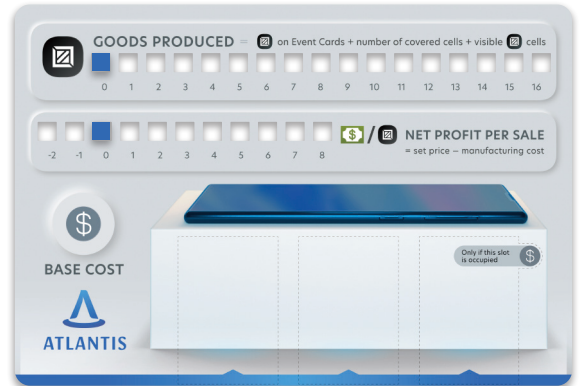 GOODS PRODUCED = on Event Cards + number of covered cells + visible cells
0 1 2 3 4 5 6 7 8 9 10 11 12 13 14 15 16
$ / NET PROFIT PER SALE
= set price – manufacturing cost
-2 -1 0 1 2 3 4 5 6 7 8
$
BASE COST
Only if this slot
is occupied $
ATLANTIS